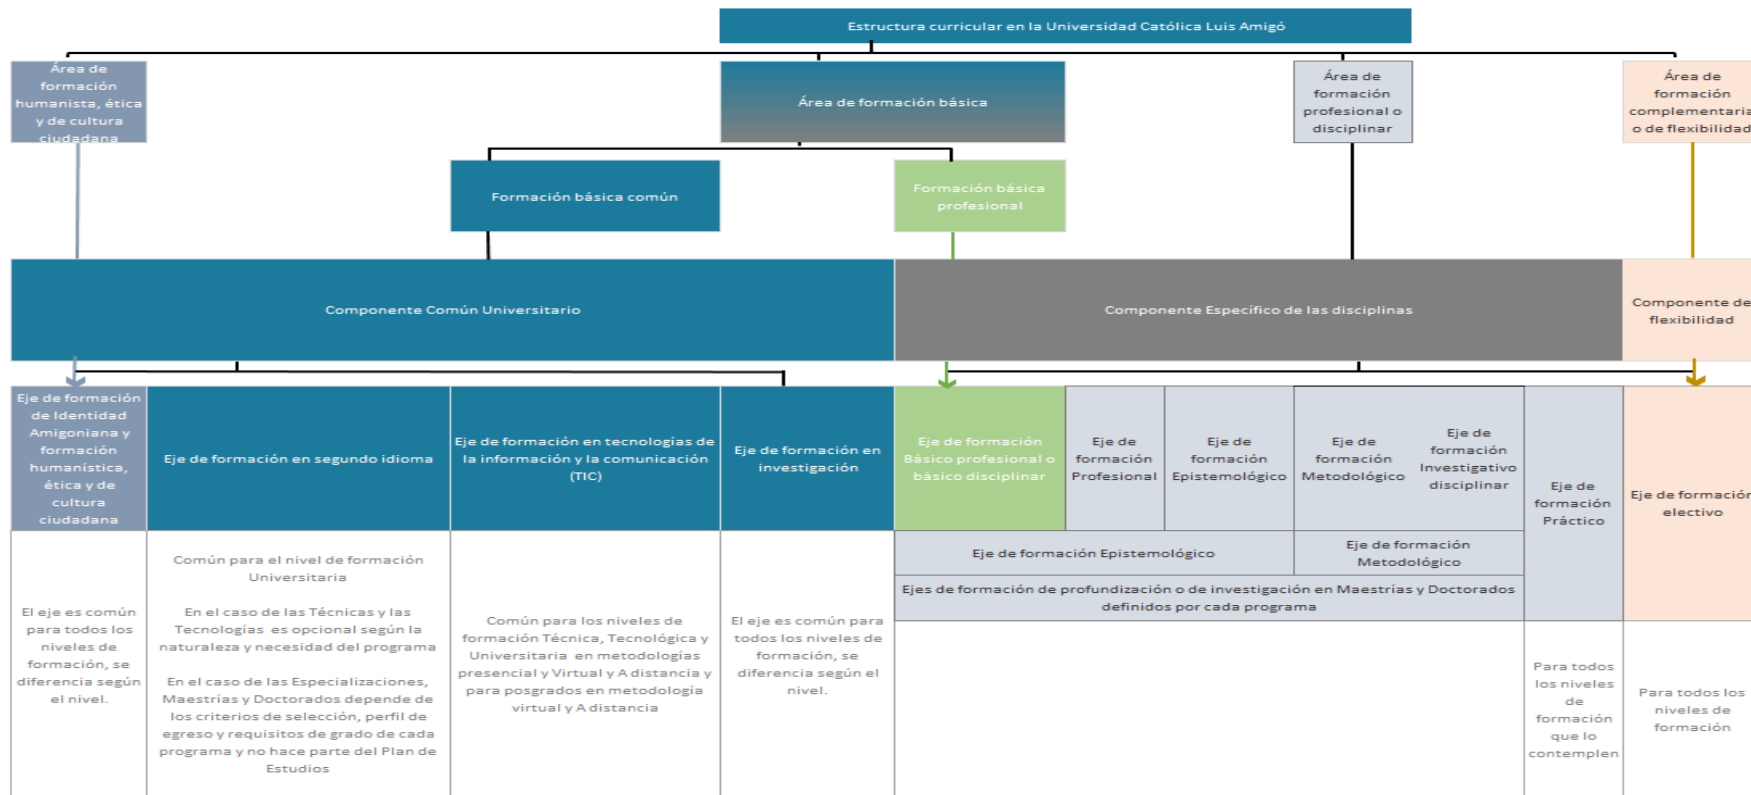 Estructura curricular en la Universidad Católica Luis Amigó
Área de
formación
humanista, ética
y de cultura
ciudadana
Área de formación básica
Área de
formación
profesional o
disciplinar
Área de
formación
complementaria
o de flexibilidad
Formación básica común
Formación básica
profesional
Componente Común Universitario
Componente Específico de las disciplinas
Componente de
flexibilidad
Eje de formación
de Identidad
Amigoniana y
formación
humanística,
ética y de
cultura
ciudadana
Eje de formación en segundo idioma
Eje de formación en tecnologías de
la información y la comunicación
(TIC)
Eje de formación en
investigación
Eje de formación
Básico profesional o
básico disciplinar
Eje de
formación
Profesional
Eje de
formación
Epistemológico
Eje de
formación
Metodológico
Eje de
formación
Investigativo
disciplinar
Eje de
formación
Práctico
Eje de formación
electivo
Eje de formación Epistemológico
Eje de formación
Metodológico
Ejes de formación de profundización o de investigación en Maestrías y Doctorados
definidos por cada programa
El eje es común
para todos los
niveles de
formación, se
diferencia según
el nivel.
Común para el nivel de formación
Universitaria
En el caso de las Técnicas y las
Tecnologías es opcional según la
naturaleza y necesidad del programa
En el caso de las Especializaciones,
Maestrías y Doctorados depende de
los criterios de selección, perfil de
egreso y requisitos de grado de cada
programa y no hace parte del Plan de
Estudios
Común para los niveles de
formación Técnica, Tecnológica y
Universitaria en metodologías
presencial y Virtual y A distancia y
para posgrados en metodología
virtual y A distancia
El eje es común para
todos los niveles de
formación, se
diferencia según el
nivel.
Para todos
los niveles
de
formación
que lo
contemplen
Para todos los
niveles de
formación